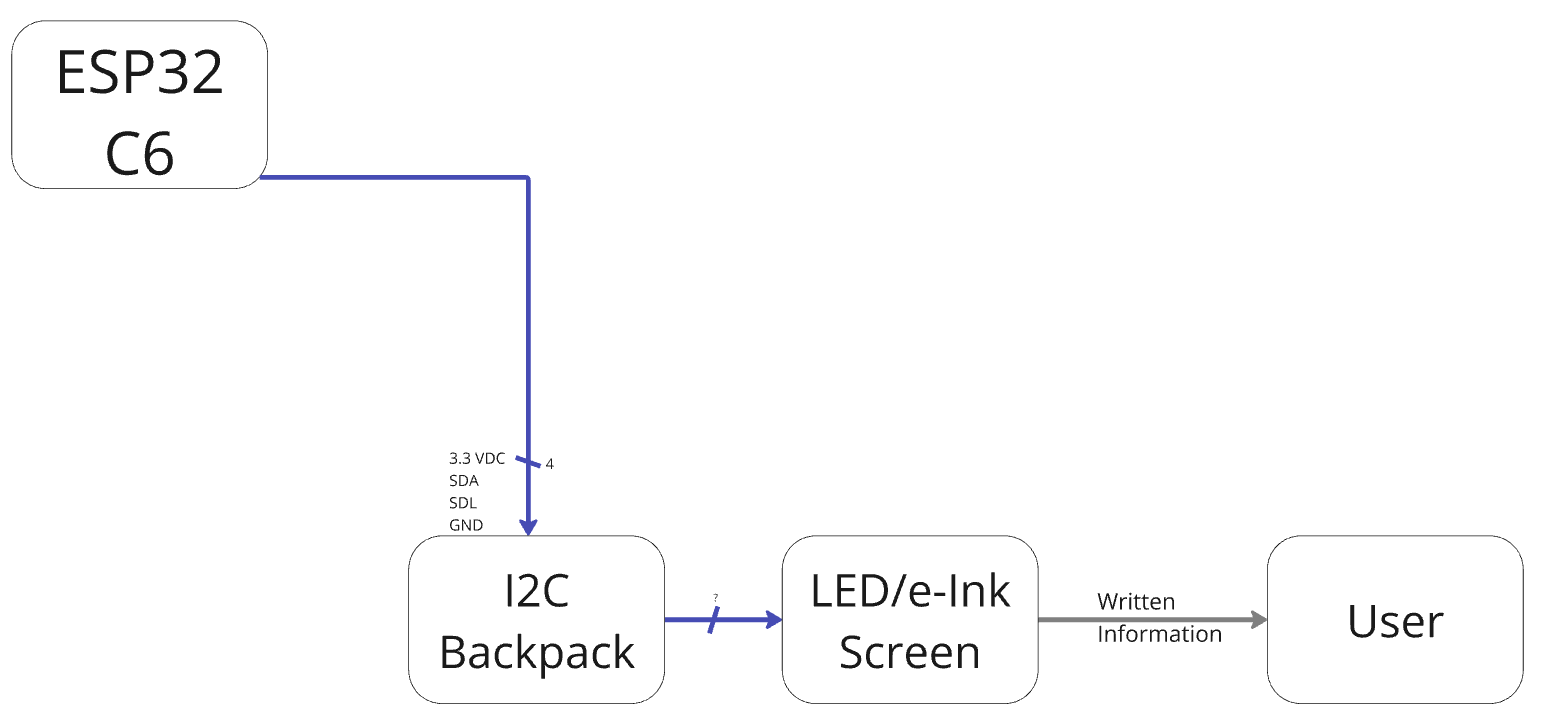 ESP32
C6
3.3 VDC
4
SDA
SDL
GND
I2C
Backpack
?
LED/e-Ink
Screen
Written
Information
User